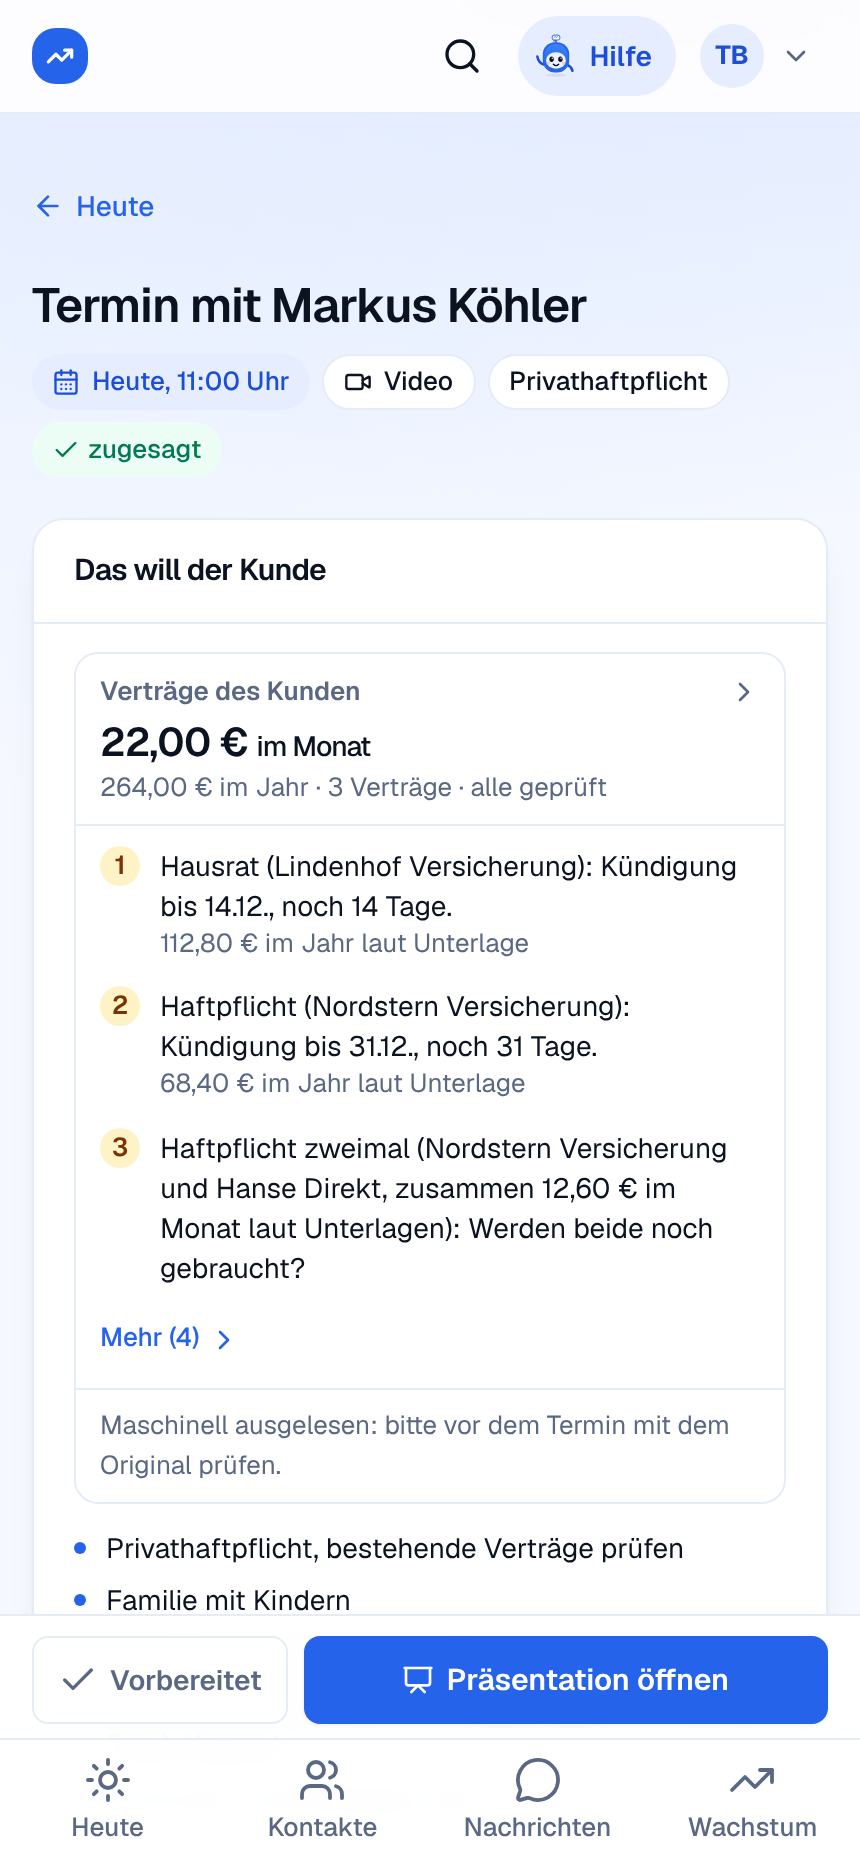 Hilfe
TB
Heute
Termin mit Markus Köhler
Heute, 11:00 Uhr
Video
Privathaftpflicht
zugesagt
Das will der Kunde
Verträge des Kunden
22,00 € im Monat
264,00 € im Jahr · 3 Verträge · alle geprüft
1
Hausrat (Lindenhof Versicherung): Kündigung
bis 14.12., noch 14 Tage.
112,80 € im Jahr laut Unterlage
2
Haftpflicht (Nordstern Versicherung):
Kündigung bis 31.12., noch 31 Tage.
68,40 € im Jahr laut Unterlage
3
Haftpflicht zweimal (Nordstern Versicherung
und Hanse Direkt, zusammen 12,60 € im
Monat laut Unterlagen): Werden beide noch
gebraucht?
Mehr (4)
Maschinell ausgelesen: bitte vor dem Termin mit dem
Original prüfen.
Privathaftpflicht, bestehende Verträge prüfen
Familie mit Kindern
Vorbereitet
Präsentation öffnen
Heute
Kontakte
Nachrichten
Wachstum